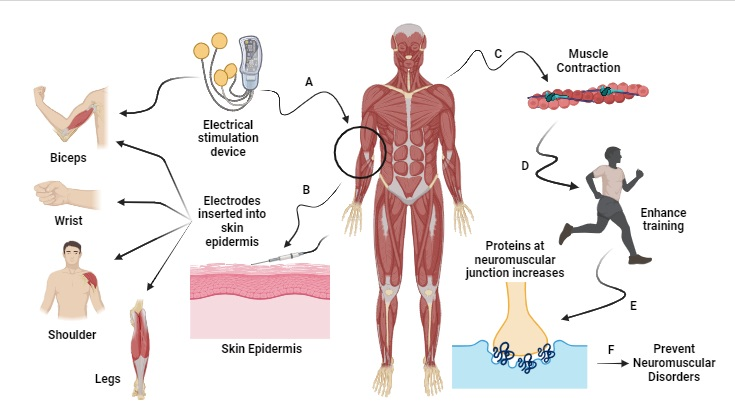 A
C
Muscle
Contraction
Electrical
stimulation
device
Biceps
D
B
Electrodes
inserted into
skin
epidermis
Wrist
Enhance
training
Proteins at
neuromuscular
junction increases
E
Shoulder
Skin Epidermis
F
Prevent
Neuromuscular
Disorders
Legs